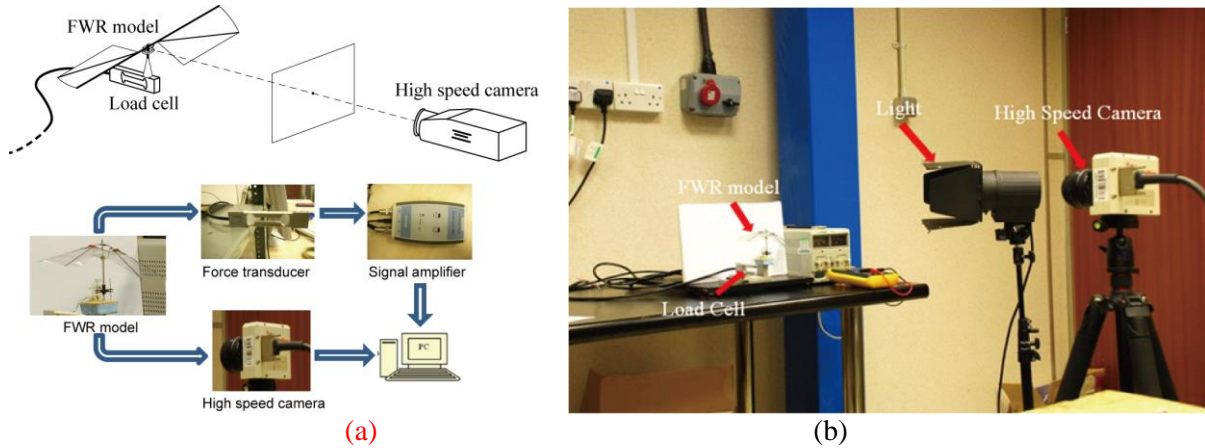 FWR model
Load cell
High speed camera
Force transducer
Signal amplifier
FWR model
PC
High speed camera
(a)
Light
High Speed Camera
FWR model
Load Cell
(b)